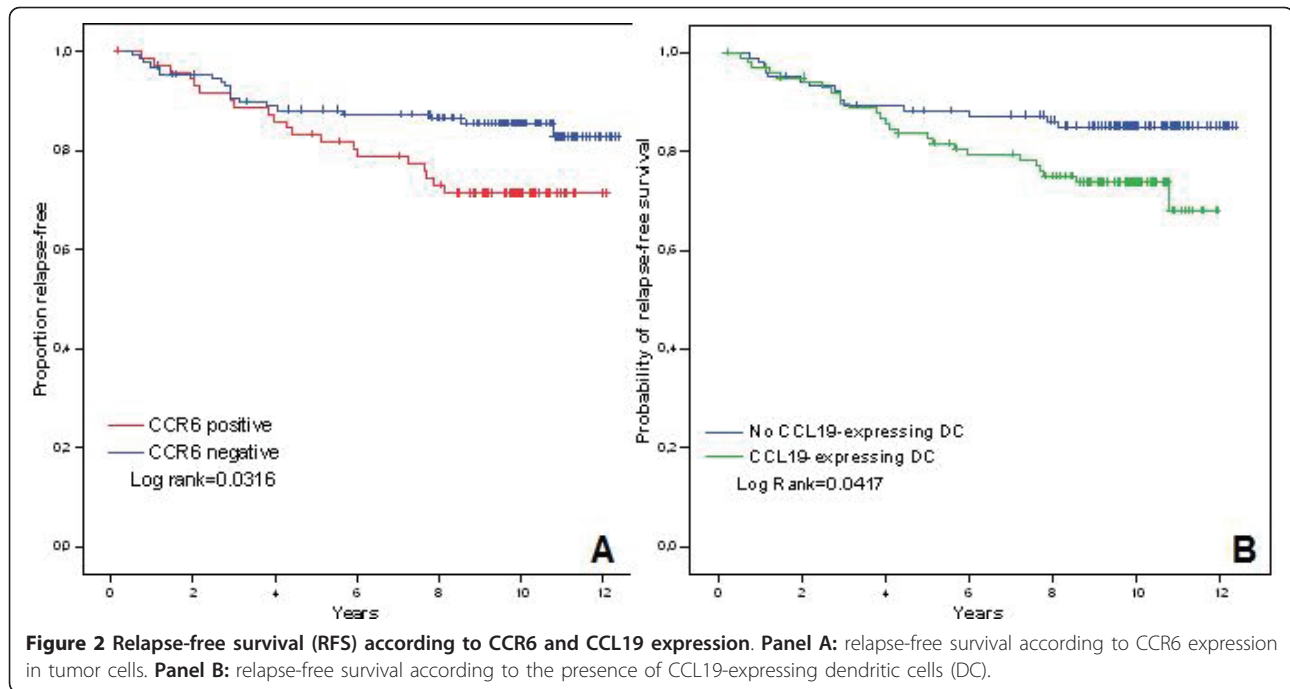 1,0
0,8
0,6
0,4
0,2
0,0
Proportion relapse-free
CCR6 positive
CCR6 negative
Log rank=0.0316
A
0 2 4 6 8 10 12
Years
1,0
0,8
0,6
0,4
0,2
0,0
Probability of relapse-free survival
No CCL19-expressing DC
CCL19-expressing DC
Log Rank=0.0417
B
0 2 4 6 8 10 12
Years
Figure 2 Relapse-free survival (RFS) according to CCR6 and CCL19 expression. Panel A: relapse-free survival according to CCR6 expression
in tumor cells. Panel B: relapse-free survival according to the presence of CCL19-expressing dendritic cells (DC).